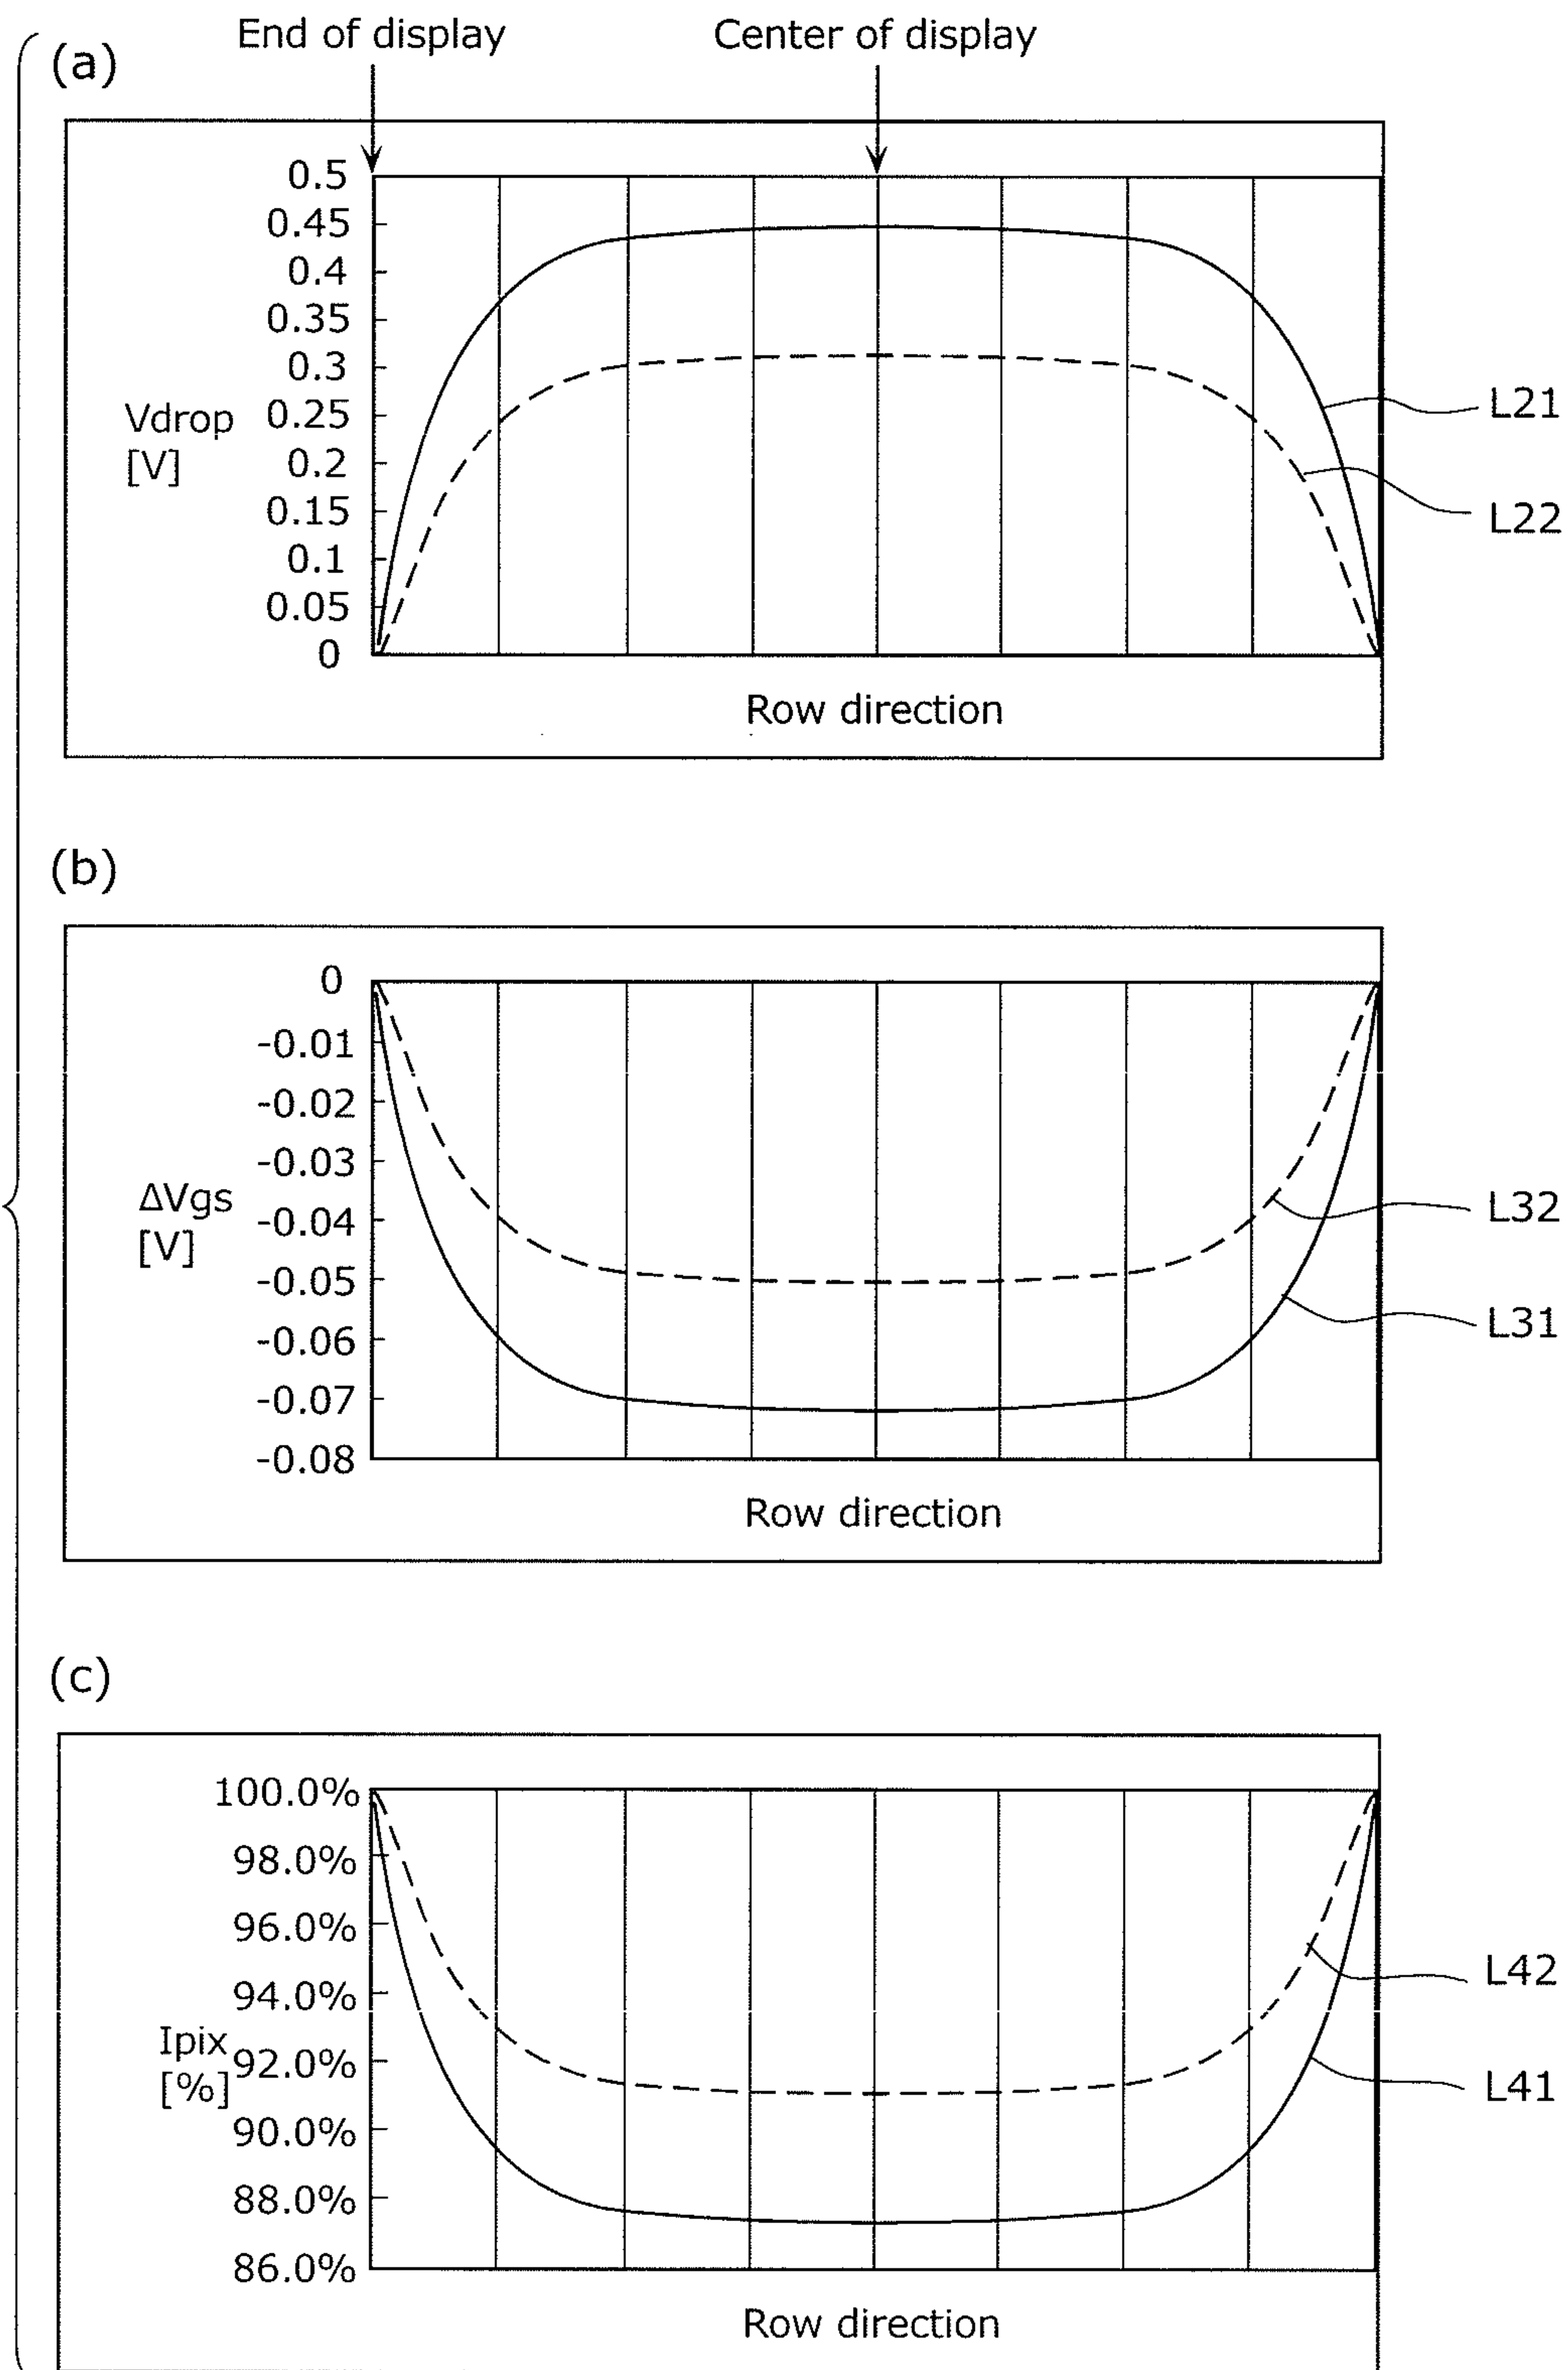 End of display
Center of display
(a)
0.5
0.45
0.4
0.35
0.3
0.25
0.2
0.15
0.1
0.05
0
Vdrop
[V]
L21
L22
Row direction
(b)
0
-0.01
-0.02
-0.03
-0.04
-0.05
-0.06
-0.07
-0.08
ΔVgs
[V]
L32
L31
Row direction
(c)
100.0%
98.0%
96.0%
94.0%
92.0%
90.0%
88.0%
86.0%
Ipix
[%]
L42
L41
Row direction